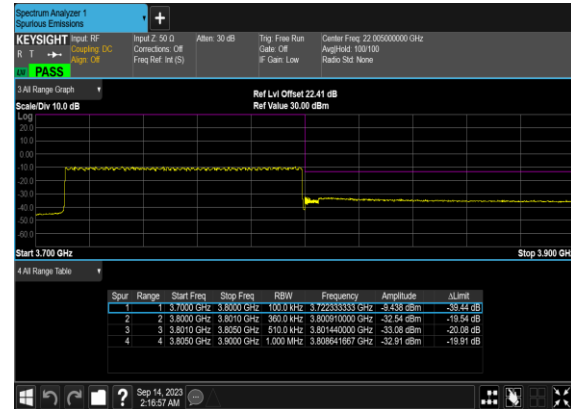 Spectrum Analyzer 1
Spurious Emissions
KEYSIGHT Input: RF Input Z: 50 Ω Atten: 30 dB Trig: Free Run Center Freq: 22.005000000 GHz
R T Coupling: DC Corrections: Off Gate: Off Avg|Hold: 100/100
Align: Off Freq Ref: Int (S) IF Gain: Low Radio Std: None
PASS
3 All Range Graph Ref Lvl Offset 22.41 dB
Scale/Div 10.0 dB Ref Value 30.00 dBm
Log
20.0
10.0
0.00
-10.0
-20.0
-30.0
-40.0
-50.0
-60.0
Start 3.700 GHz Stop 3.900 GH
4 All Range Table
Spur Range Start Freq Stop Freq RBW Frequency Amplitude ΔLimit
1 1 3.7000 GHz 3.8000 GHz 100.0 kHz 3.722333333 GHz -9.438 dBm -39.44 dB
2 2 3.8000 GHz 3.8010 GHz 360.0 kHz 3.800910000 GHz -32.54 dBm -19.54 dB
3 3 3.8010 GHz 3.8050 GHz 510.0 kHz 3.801440000 GHz -33.08 dBm -20.08 dB
4 4 3.8050 GHz 3.9000 GHz 1.000 MHz 3.808641667 GHz -32.91 dBm -19.91 dB
? Sep 14, 2023
2:16:57 AM